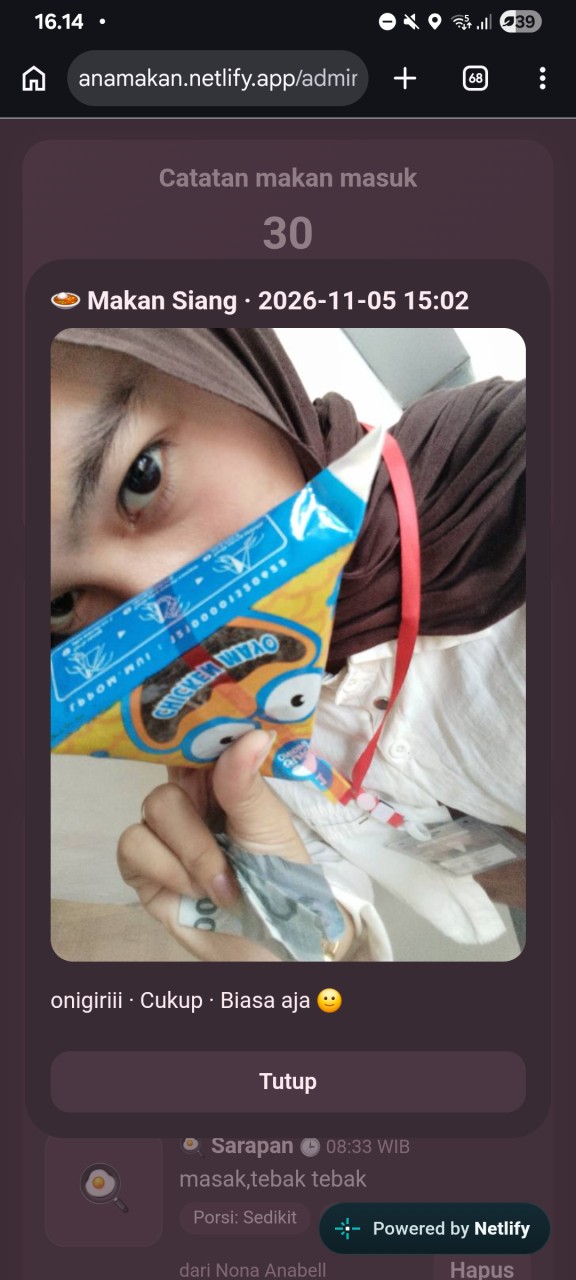 16.14
39
anamakan.netlify.app/admir
68
Catatan makan masuk
30
Makan Siang · 2026-11-05 15:02
CHICKEN
OYAMA
onigiriii · Cukup · Biasa aja
Tutup
Sarapan 08:33 WIB
masak,tebak tebak
Porsi: Sedikit
Powered by Netlify
dari Nona Anabell
Hapus